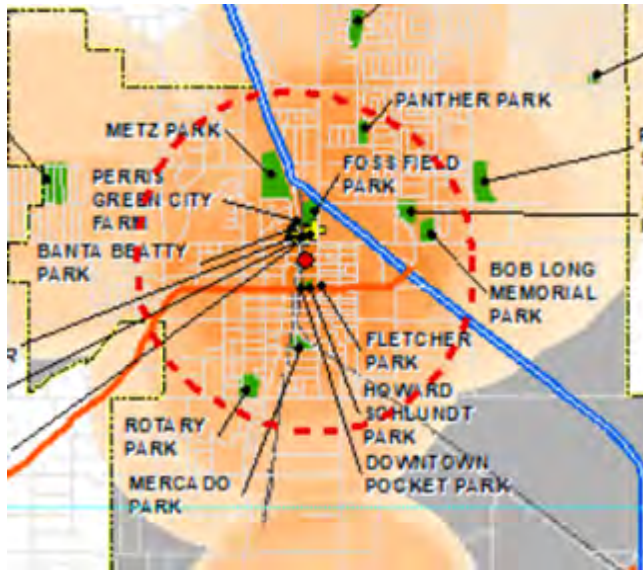 PANTHER PARK
METZ PARK
FOSS FIELD
PARK
PERRIS
GREEN CITY
FARM
BANTA BEATTY
PARK
BOB LONG
MEMORIAL
PARK
FLETCHER
PARK
HOWARD
SCHLUNDT
PARK
ROTARY
PARK
DOWNTOWN
POCKET PARK
MERCADO
PARK